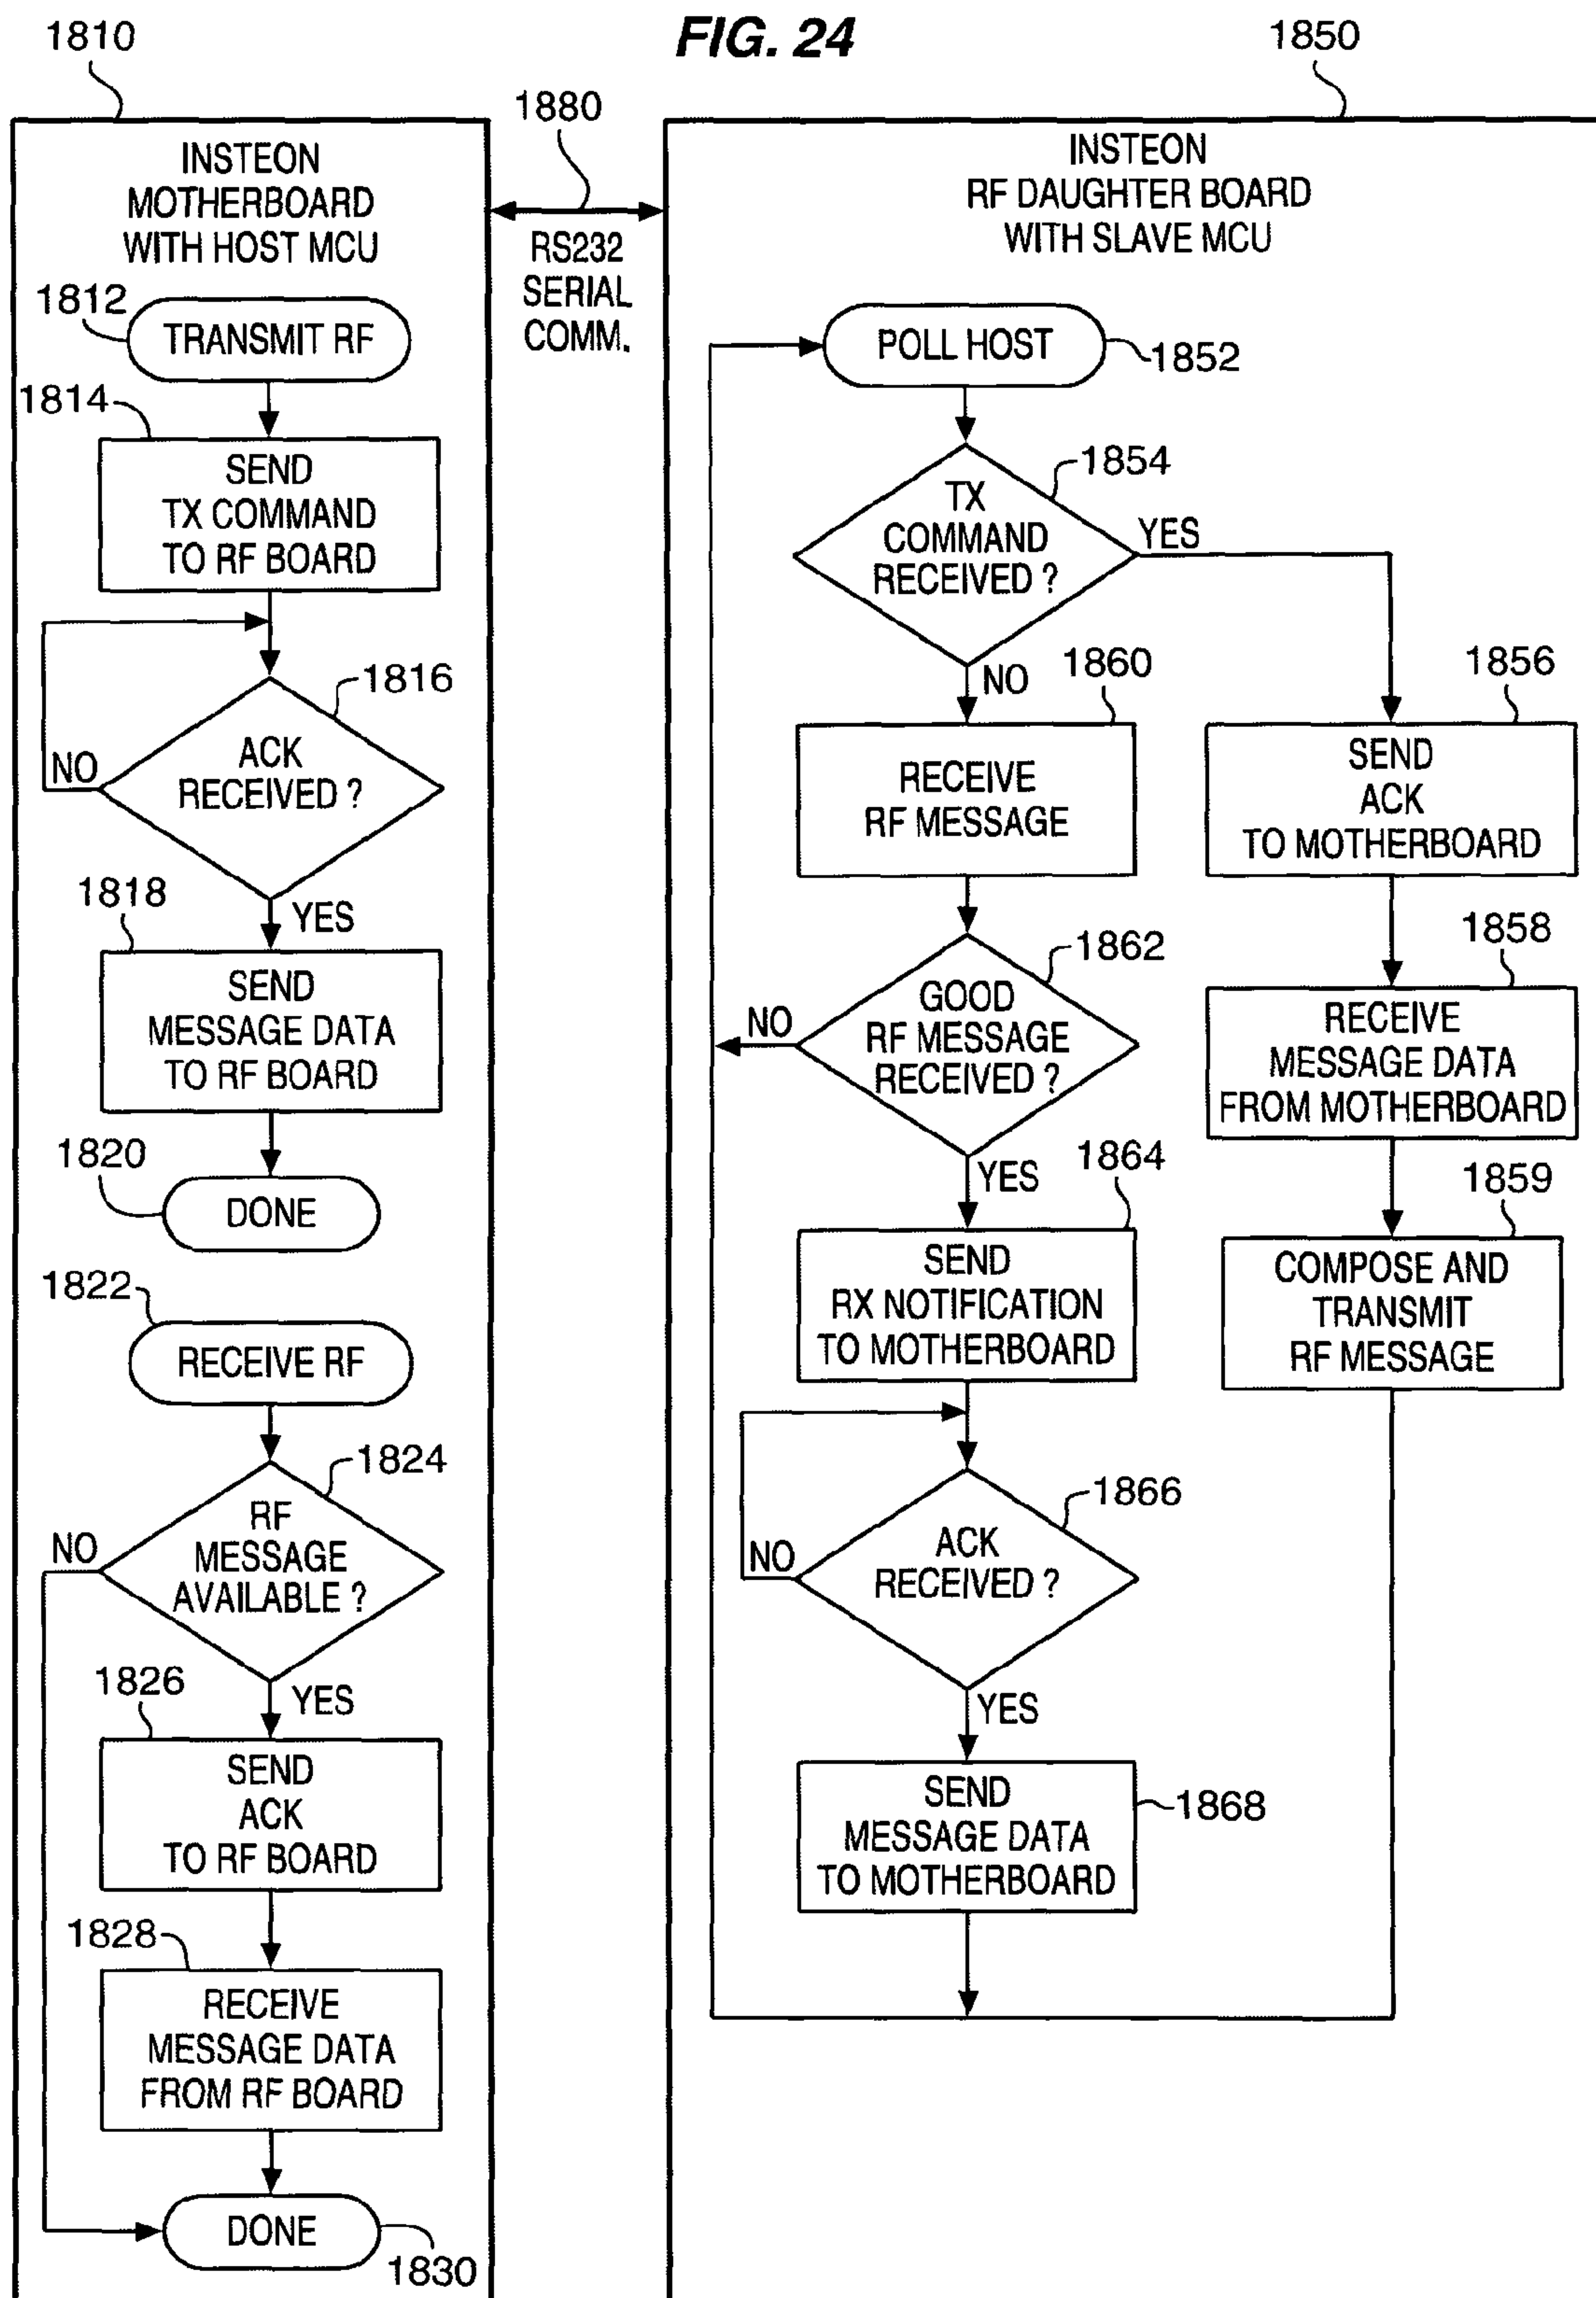 FIG. 24
1810
INSTEON
MOTHERBOARD
WITH HOST MCU
1812
TRANSMIT RF
1814
SEND
TX COMMAND
TO RF BOARD
1816
ACK
RECEIVED ?
NO
YES
1818
SEND
MESSAGE DATA
TO RF BOARD
1820
DONE
1822
RECEIVE RF
1824
RF
MESSAGE
AVAILABLE ?
NO
YES
1826
SEND
ACK
TO RF BOARD
1828
RECEIVE
MESSAGE DATA
FROM RF BOARD
DONE
1830
1880
RS232
SERIAL
COMM.
1850
INSTEON
RF DAUGHTER BOARD
WITH SLAVE MCU
POLL HOST
1852
1854
TX
COMMAND
RECEIVED ?
YES
NO
1860
RECEIVE
RF MESSAGE
1862
GOOD
RF MESSAGE
RECEIVED ?
NO
YES
1864
SEND
RX NOTIFICATION
TO MOTHERBOARD
1866
ACK
RECEIVED ?
NO
YES
SEND
MESSAGE DATA
TO MOTHERBOARD
1868
1856
SEND
ACK
TO MOTHERBOARD
1858
RECEIVE
MESSAGE DATA
FROM MOTHERBOARD
1859
COMPOSE AND
TRANSMIT
RF MESSAGE